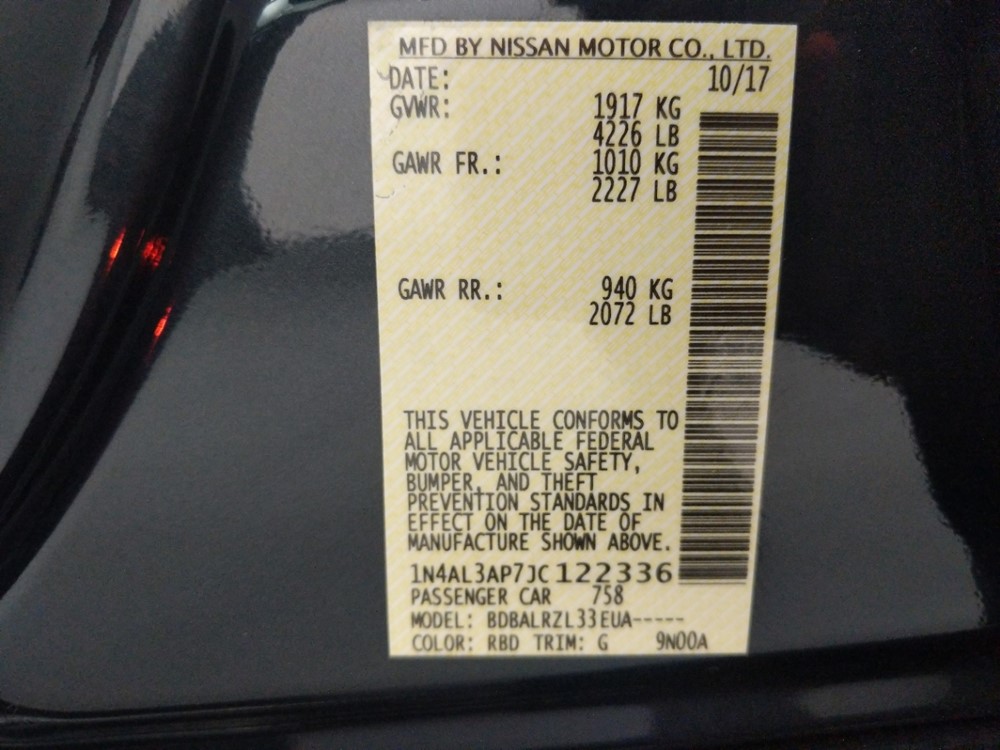 MFD BY NISSAN MOTOR CO., LTD.
DATE: 10/17
GVWR: 1917 KG
4226 LB
GAWR FR.: 1010 KG
2227 LB
GAWR RR.: 940 KG
2072 LB
THIS VEHICLE CONFORMS TO
ALL APPLICABLE FEDERAL
MOTOR VEHICLE SAFETY,
BUMPER, AND THEFT
PREVENTION STANDARDS IN
EFFECT ON THE DATE OF
MANUFACTURE SHOWN ABOVE.
1N4AL3AP7JC122336
PASSENGER CAR 758
MODEL: BDBALRZL33EUA-----
COLOR: RBD TRIM: G 9N00A